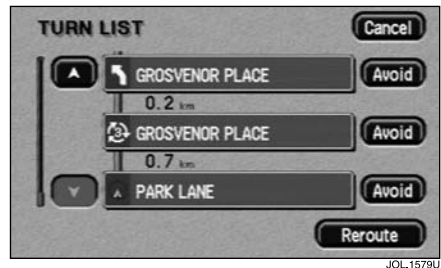 TURN LIST Cancel
GROSVENOR PLACE Avoid
0.2 km
3 GROSVENOR PLACE Avoid
0.7 km
PARK LANE Avoid
Reroute
JOL.1579U